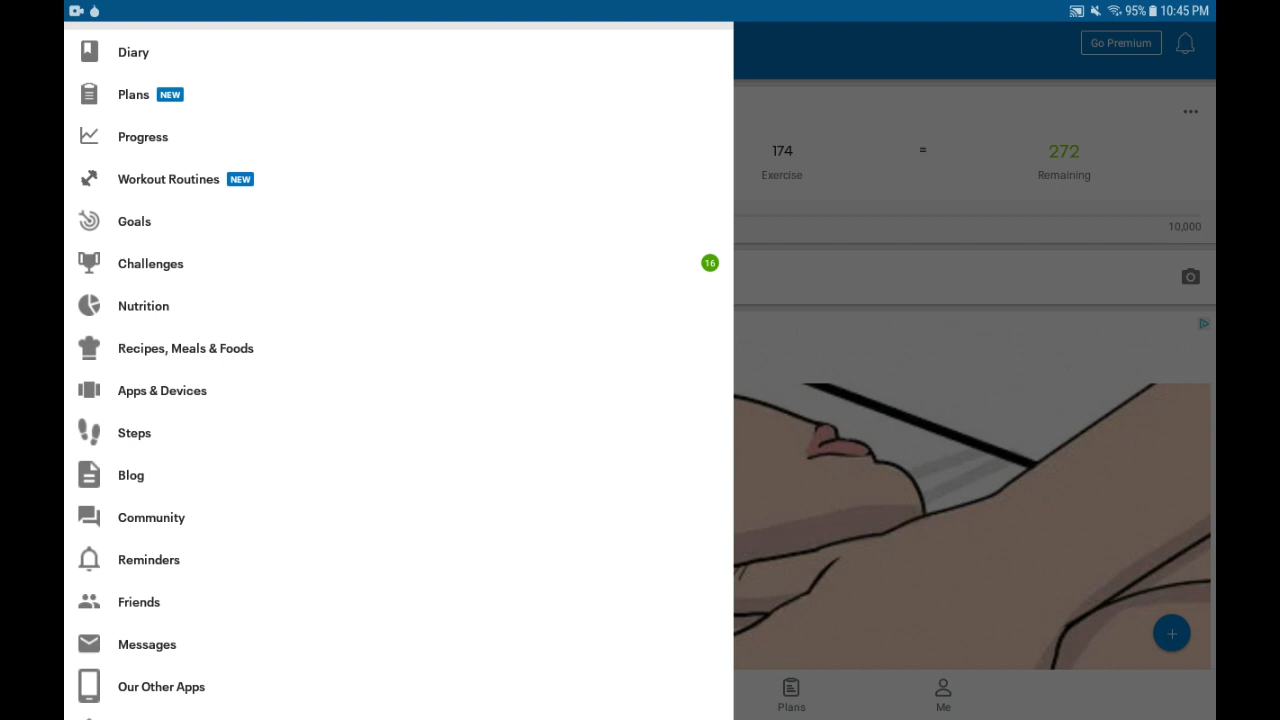 95% 10:45 PM
Go Premium
Diary
Plans NEW
Progress
Workout Routines NEW
Goals
Challenges 16
Nutrition
Recipes, Meals & Foods
Apps & Devices
Steps
Blog
Community
Reminders
Friends
Messages
Our Other Apps
174 = 272
Exercise Remaining
10,000
Plans Me